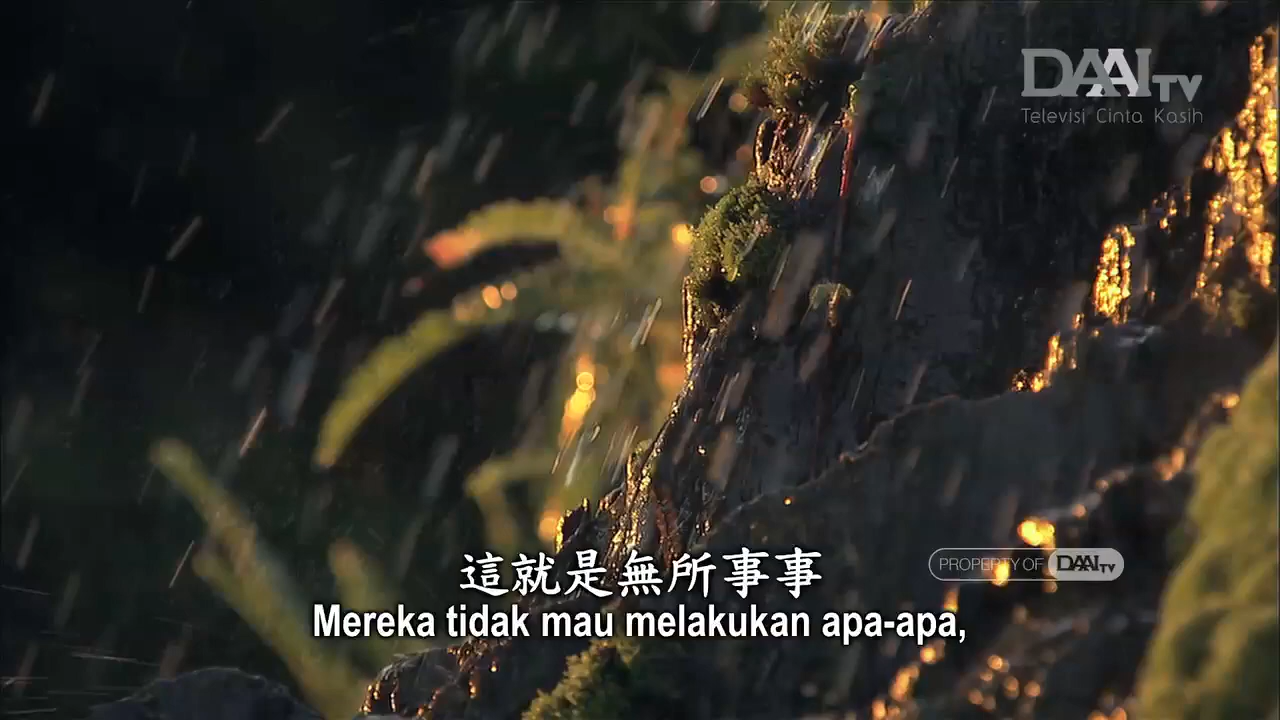 DAAI TV
Televisi Cinta Kasih
這就是無所事事
PROPERTY OF DAAI TV
Mereka tidak mau melakukan apa-apa,